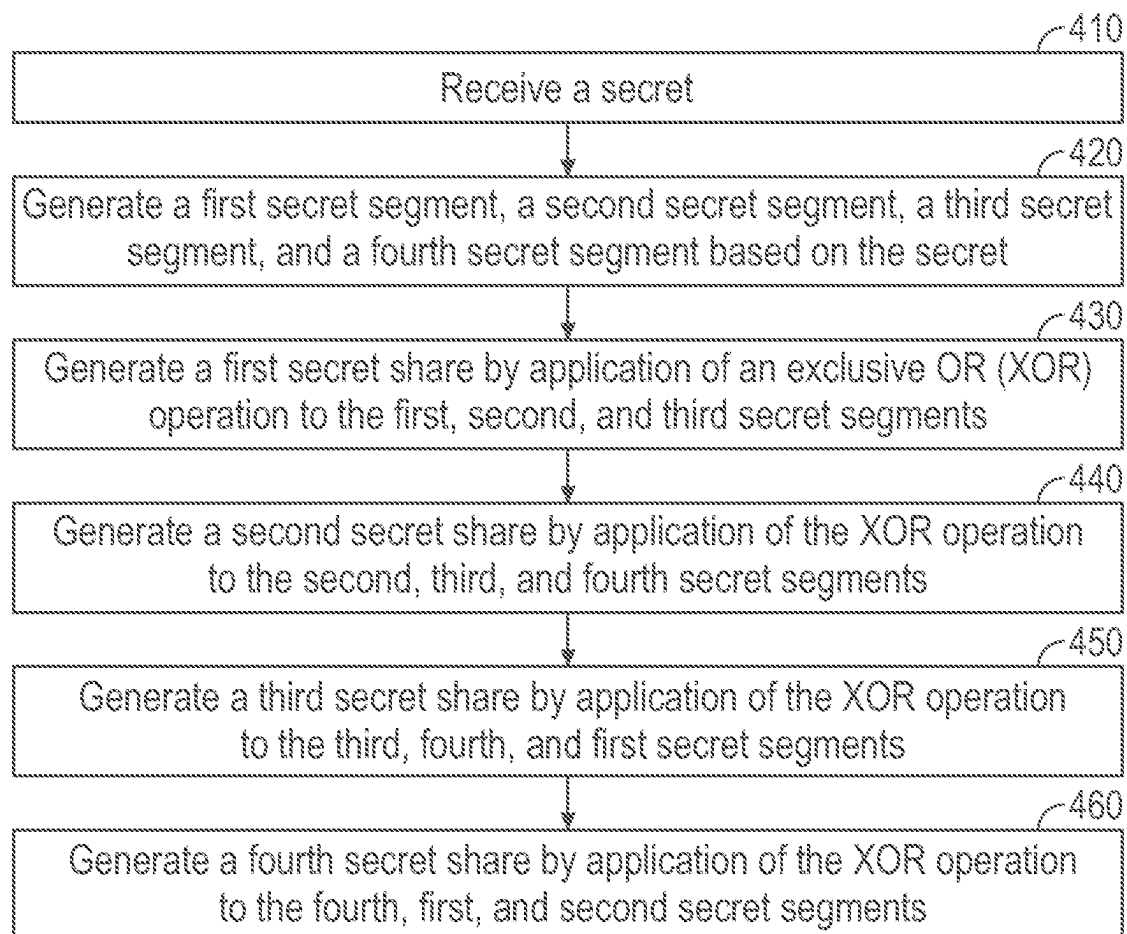 410
Receive a secret
420
Generate a first secret segment, a second secret segment, a third secret
segment, and a fourth secret segment based on the secret
430
Generate a first secret share by application of an exclusive OR (XOR)
operation to the first, second, and third secret segments
440
Generate a second secret share by application of the XOR operation
to the second, third, and fourth secret segments
450
Generate a third secret share by application of the XOR operation
to the third, fourth, and first secret segments
460
Generate a fourth secret share by application of the XOR operation
to the fourth, first, and second secret segments